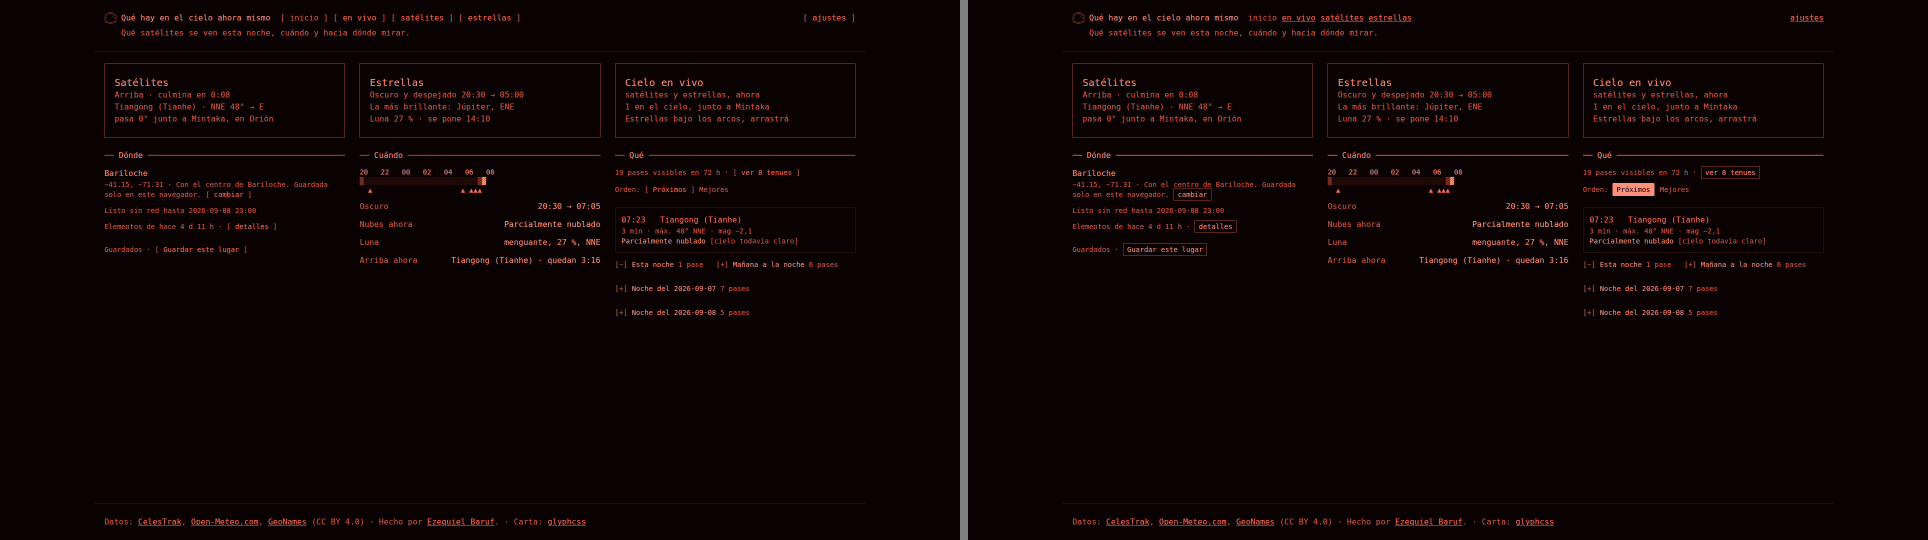 Qué hay en el cielo ahora mismo [ inicio ] [ en vivo ] [ satélites ] [ estrellas ] [ ajustes ]
Qué satélites se ven esta noche, cuándo y hacia dónde mirar.
Satélites
Arriba · culmina en 0:08
Tiangong (Tianhe) · NNE 48° → E
pasa 0° junto a Mintaka, en Orión
Estrellas
Oscuro y despejado 20:30 → 05:00
La más brillante: Júpiter, ENE
Luna 27 % · se pone 14:10
Cielo en vivo
satélites y estrellas, ahora
1 en el cielo, junto a Mintaka
Estrellas bajo los arcos, arrastrá
Dónde
Bariloche
−41.15, −71.31 · Con el centro de Bariloche. Guardada
solo en este navegador. [ cambiar ]
Listo sin red hasta 2026-09-08 23:00
Elementos de hace 4 d 11 h · [ detalles ]
Guardados · [ Guardar este lugar ]
Cuándo
20 22 00 02 04 06 08
▲ ▲ ▲▲▲
Oscuro 20:30 → 07:05
Nubes ahora Parcialmente nublado
Luna menguante, 27 %, NNE
Arriba ahora Tiangong (Tianhe) · quedan 3:16
Qué
19 pases visibles en 72 h · [ ver 8 tenues ]
Orden: [ Próximos ] Mejores
07:23 Tiangong (Tianhe)
3 min · máx. 48° NNE · mag −2,1
Parcialmente nublado [cielo todavía claro]
[−] Esta noche 1 pase [+] Mañana a la noche 6 pases
[+] Noche del 2026-09-07 7 pases
[+] Noche del 2026-09-08 5 pases
Datos: CelesTrak, Open-Meteo.com, GeoNames (CC BY 4.0) · Hecho por Ezequiel Baruf. · Carta: glyphcss
Qué hay en el cielo ahora mismo inicio en vivo satélites estrellas ajustes
Qué satélites se ven esta noche, cuándo y hacia dónde mirar.
Satélites
Arriba · culmina en 0:08
Tiangong (Tianhe) · NNE 48° → E
pasa 0° junto a Mintaka, en Orión
Estrellas
Oscuro y despejado 20:30 → 05:00
La más brillante: Júpiter, ENE
Luna 27 % · se pone 14:10
Cielo en vivo
satélites y estrellas, ahora
1 en el cielo, junto a Mintaka
Estrellas bajo los arcos, arrastrá
Dónde
Bariloche
−41.15, −71.31 · Con el centro de Bariloche. Guardada
solo en este navegador. cambiar
Listo sin red hasta 2026-09-08 23:00
Elementos de hace 4 d 11 h · detalles
Guardados · Guardar este lugar
Cuándo
20 22 00 02 04 06 08
▲ ▲ ▲▲▲
Oscuro 20:30 → 07:05
Nubes ahora Parcialmente nublado
Luna menguante, 27 %, NNE
Arriba ahora Tiangong (Tianhe) · quedan 3:16
Qué
19 pases visibles en 72 h · ver 8 tenues
Orden: Próximos Mejores
07:23 Tiangong (Tianhe)
3 min · máx. 48° NNE · mag −2,1
Parcialmente nublado [cielo todavía claro]
[−] Esta noche 1 pase [+] Mañana a la noche 6 pases
[+] Noche del 2026-09-07 7 pases
[+] Noche del 2026-09-08 5 pases
Datos: CelesTrak, Open-Meteo.com, GeoNames (CC BY 4.0) · Hecho por Ezequiel Baruf. · Carta: glyphcss